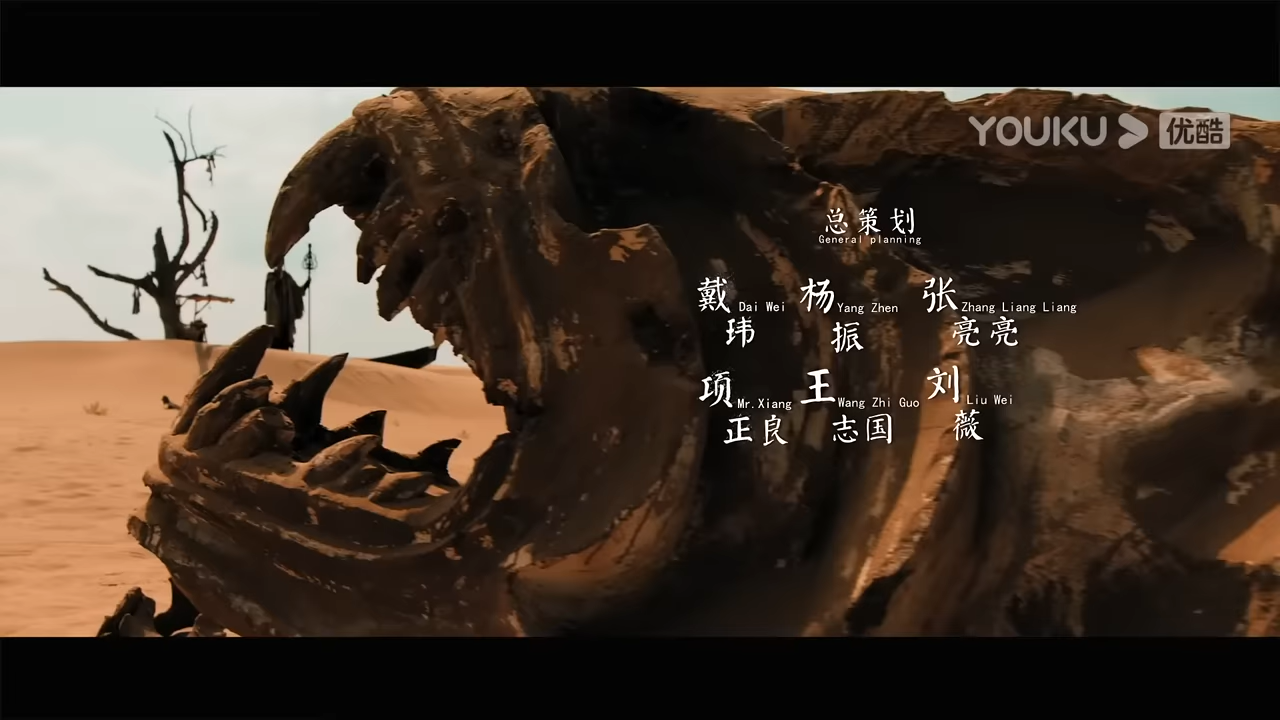 YOUKU 优酷
总策划
General planning
戴玮 Dai Wei
杨振 Yang Zhen
张亮亮 Zhang Liang Liang
项正良 Mr.Xiang
王志国 Wang Zhi Guo
刘薇 Liu Wei